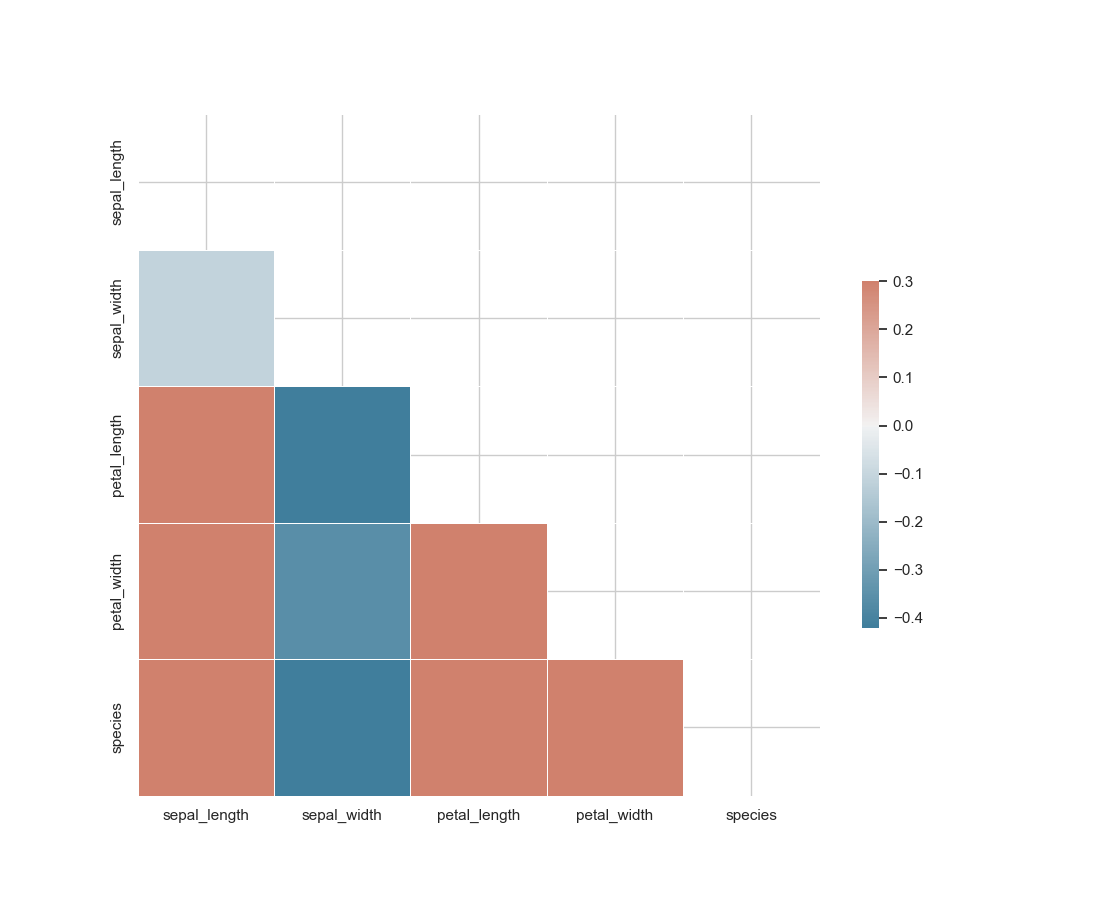 sepal_length
sepal_width
petal_length
petal_width
species
sepal_length
sepal_width
petal_length
petal_width
species
0.3
0.2
0.1
0.0
−0.1
−0.2
−0.3
−0.4